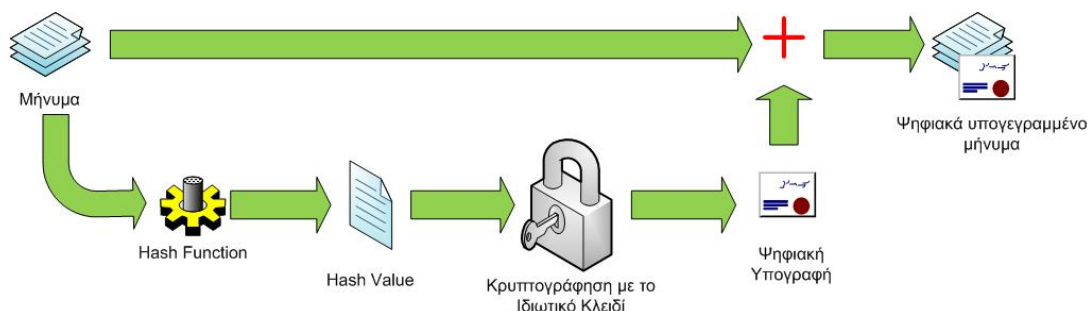 Μήνυμα
Ψηφιακά υπογεγραμμένο
μήνυμα
Hash Function
Hash Value
Κρυπτογράφηση με το
Ιδιωτικό Κλειδί
Ψηφιακή
Υπογραφή